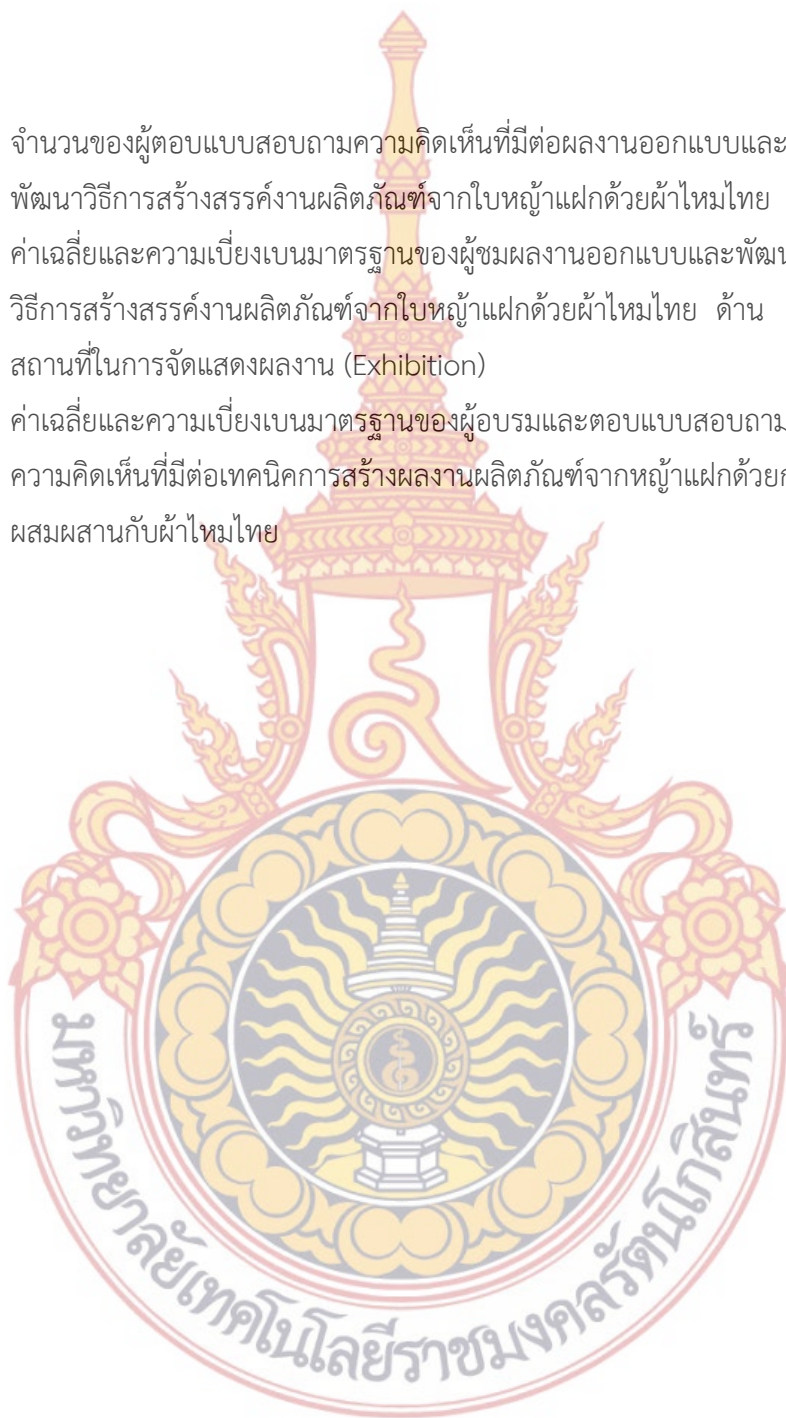 จำนวนของผู้ตอบแบบสอบถามความคิดเห็นที่มีต่อผลงานออกแบบและ
พัฒนาวิธีการสร้างสรรค์งานผลิตภัณฑ์จากใบหญ้าแฝกด้วยผ้าไหมไทย
ค่าเฉลี่ยและความเบี่ยงเบนมาตรฐานของผู้ชมผลงานออกแบบและพัฒน
วิธีการสร้างสรรค์งานผลิตภัณฑ์จากใบหญ้าแฝกด้วยผ้าไหมไทย ด้าน
สถานที่ในการจัดแสดงผลงาน (Exhibition)
ค่าเฉลี่ยและความเบี่ยงเบนมาตรฐานของผู้อบรมและตอบแบบสอบถาม
ความคิดเห็นที่มีต่อเทคนิคการสร้างผลงานผลิตภัณฑ์จากหญ้าแฝกด้วยก
ผสมผสานกับผ้าไหมไทย
มหาวิทยาลัยเทคโนโลยีราชมงคลรัตนโกสินทร์